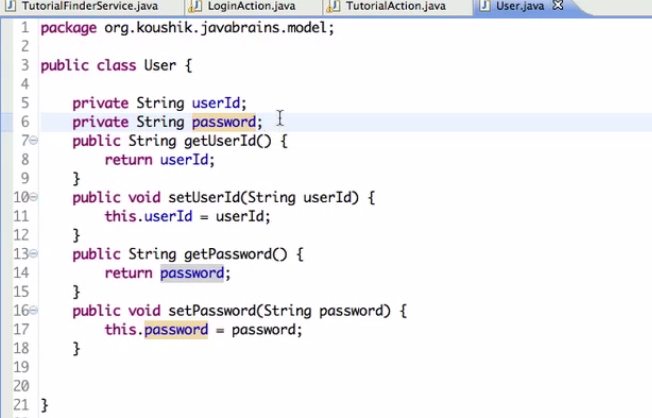 TutorialFinderService.java LoginAction.java TutorialAction.java User.java
1 package org.koushik.javabrains.model;
2
3 public class User {
4
5 private String userId;
6 private String password;
7 public String getUserId() {
8 return userId;
9 }
10 public void setUserId(String userId) {
11 this.userId = userId;
12 }
13 public String getPassword() {
14 return password;
15 }
16 public void setPassword(String password) {
17 this.password = password;
18 }
19
20
21 }